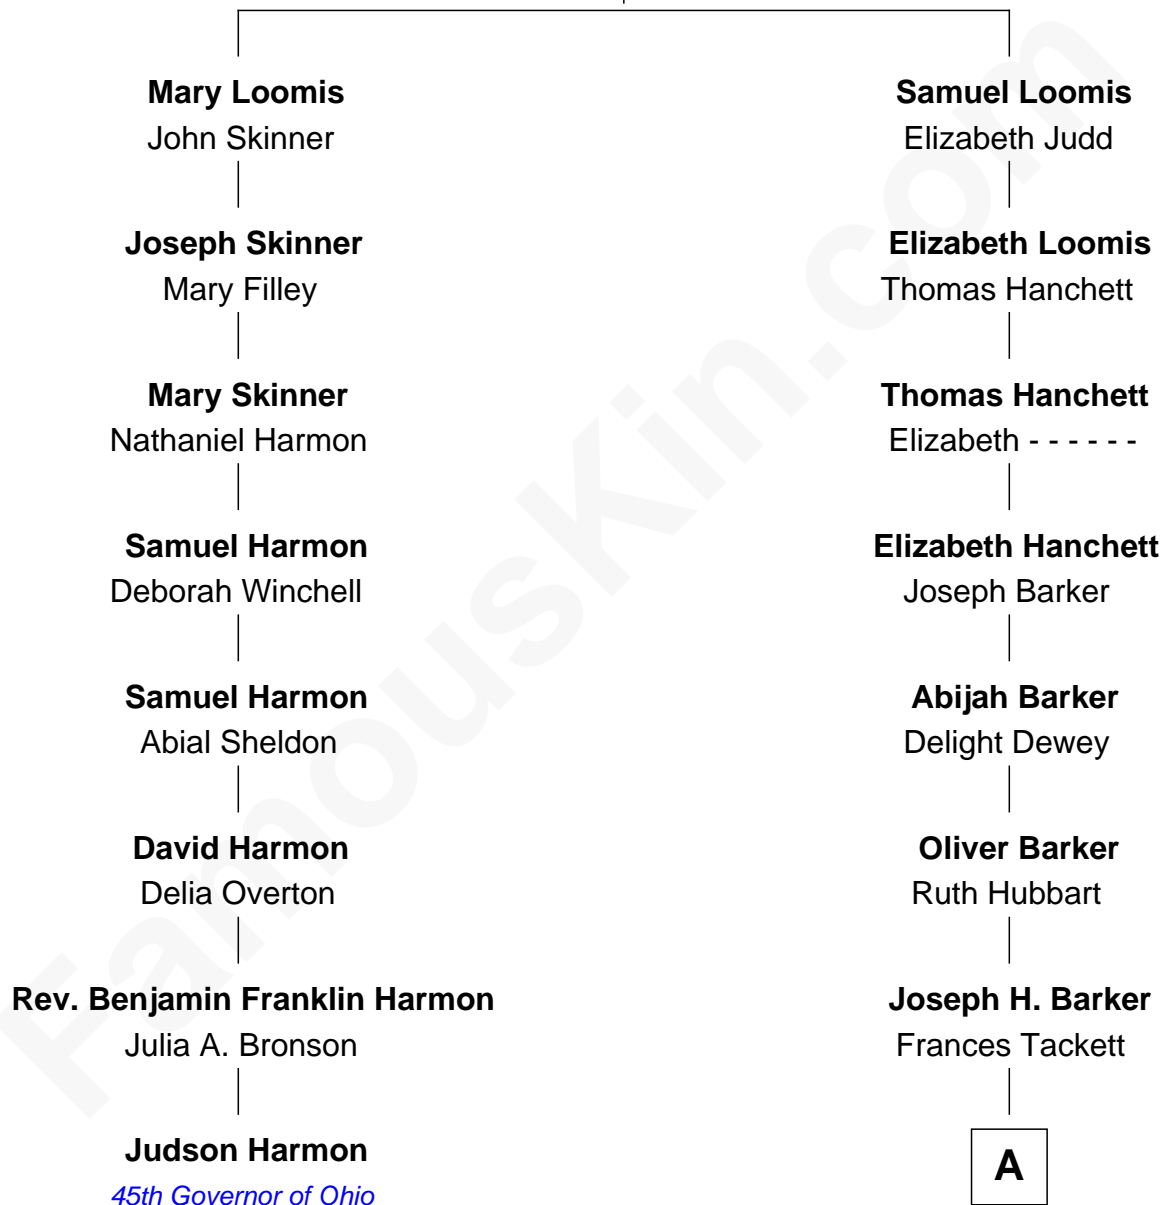 Mary Loomis
John Skinner
Samuel Loomis
Elizabeth Judd
Joseph Skinner
Mary Filley
Elizabeth Loomis
Thomas Hanchett
Mary Skinner
Nathaniel Harmon
Thomas Hanchett
Elizabeth - - - - - -
Samuel Harmon
Deborah Winchell
Elizabeth Hanchett
Joseph Barker
Samuel Harmon
Abial Sheldon
Abijah Barker
Delight Dewey
David Harmon
Delia Overton
Oliver Barker
Ruth Hubbart
Rev. Benjamin Franklin Harmon
Julia A. Bronson
Joseph H. Barker
Frances Tackett
Judson Harmon
45th Governor of Ohio
A
FamousKin.com